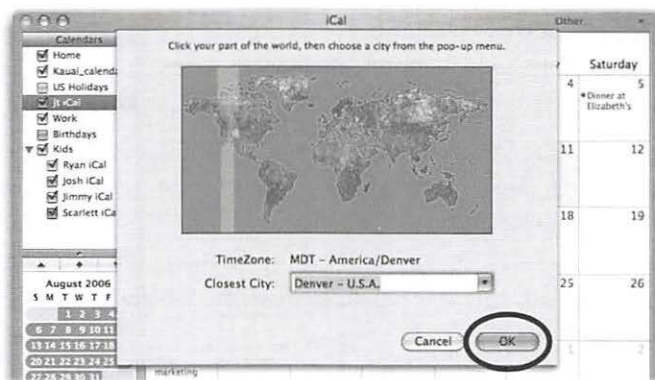 iCal
Other...
Calendars
Home
Kauai_calenda
US Holidays
Jt iCal
Work
Birthdays
Kids
Ryan iCal
Josh iCal
Jimmy iCal
Scarlett iCa
August 2006
S M T W T F
1 2 3 4
6 7 8 9 10 11
13 14 15 16 17 18
20 21 22 23 24 25
27 28 29 30 31
Click your part of the world, then choose a city from the pop-up menu.
TimeZone: MDT – America/Denver
Closest City: Denver – U.S.A.
Cancel OK
Saturday
4 5
Dinner at
Elizabeth's
11 12
18 19
25 26
1 2
marketing